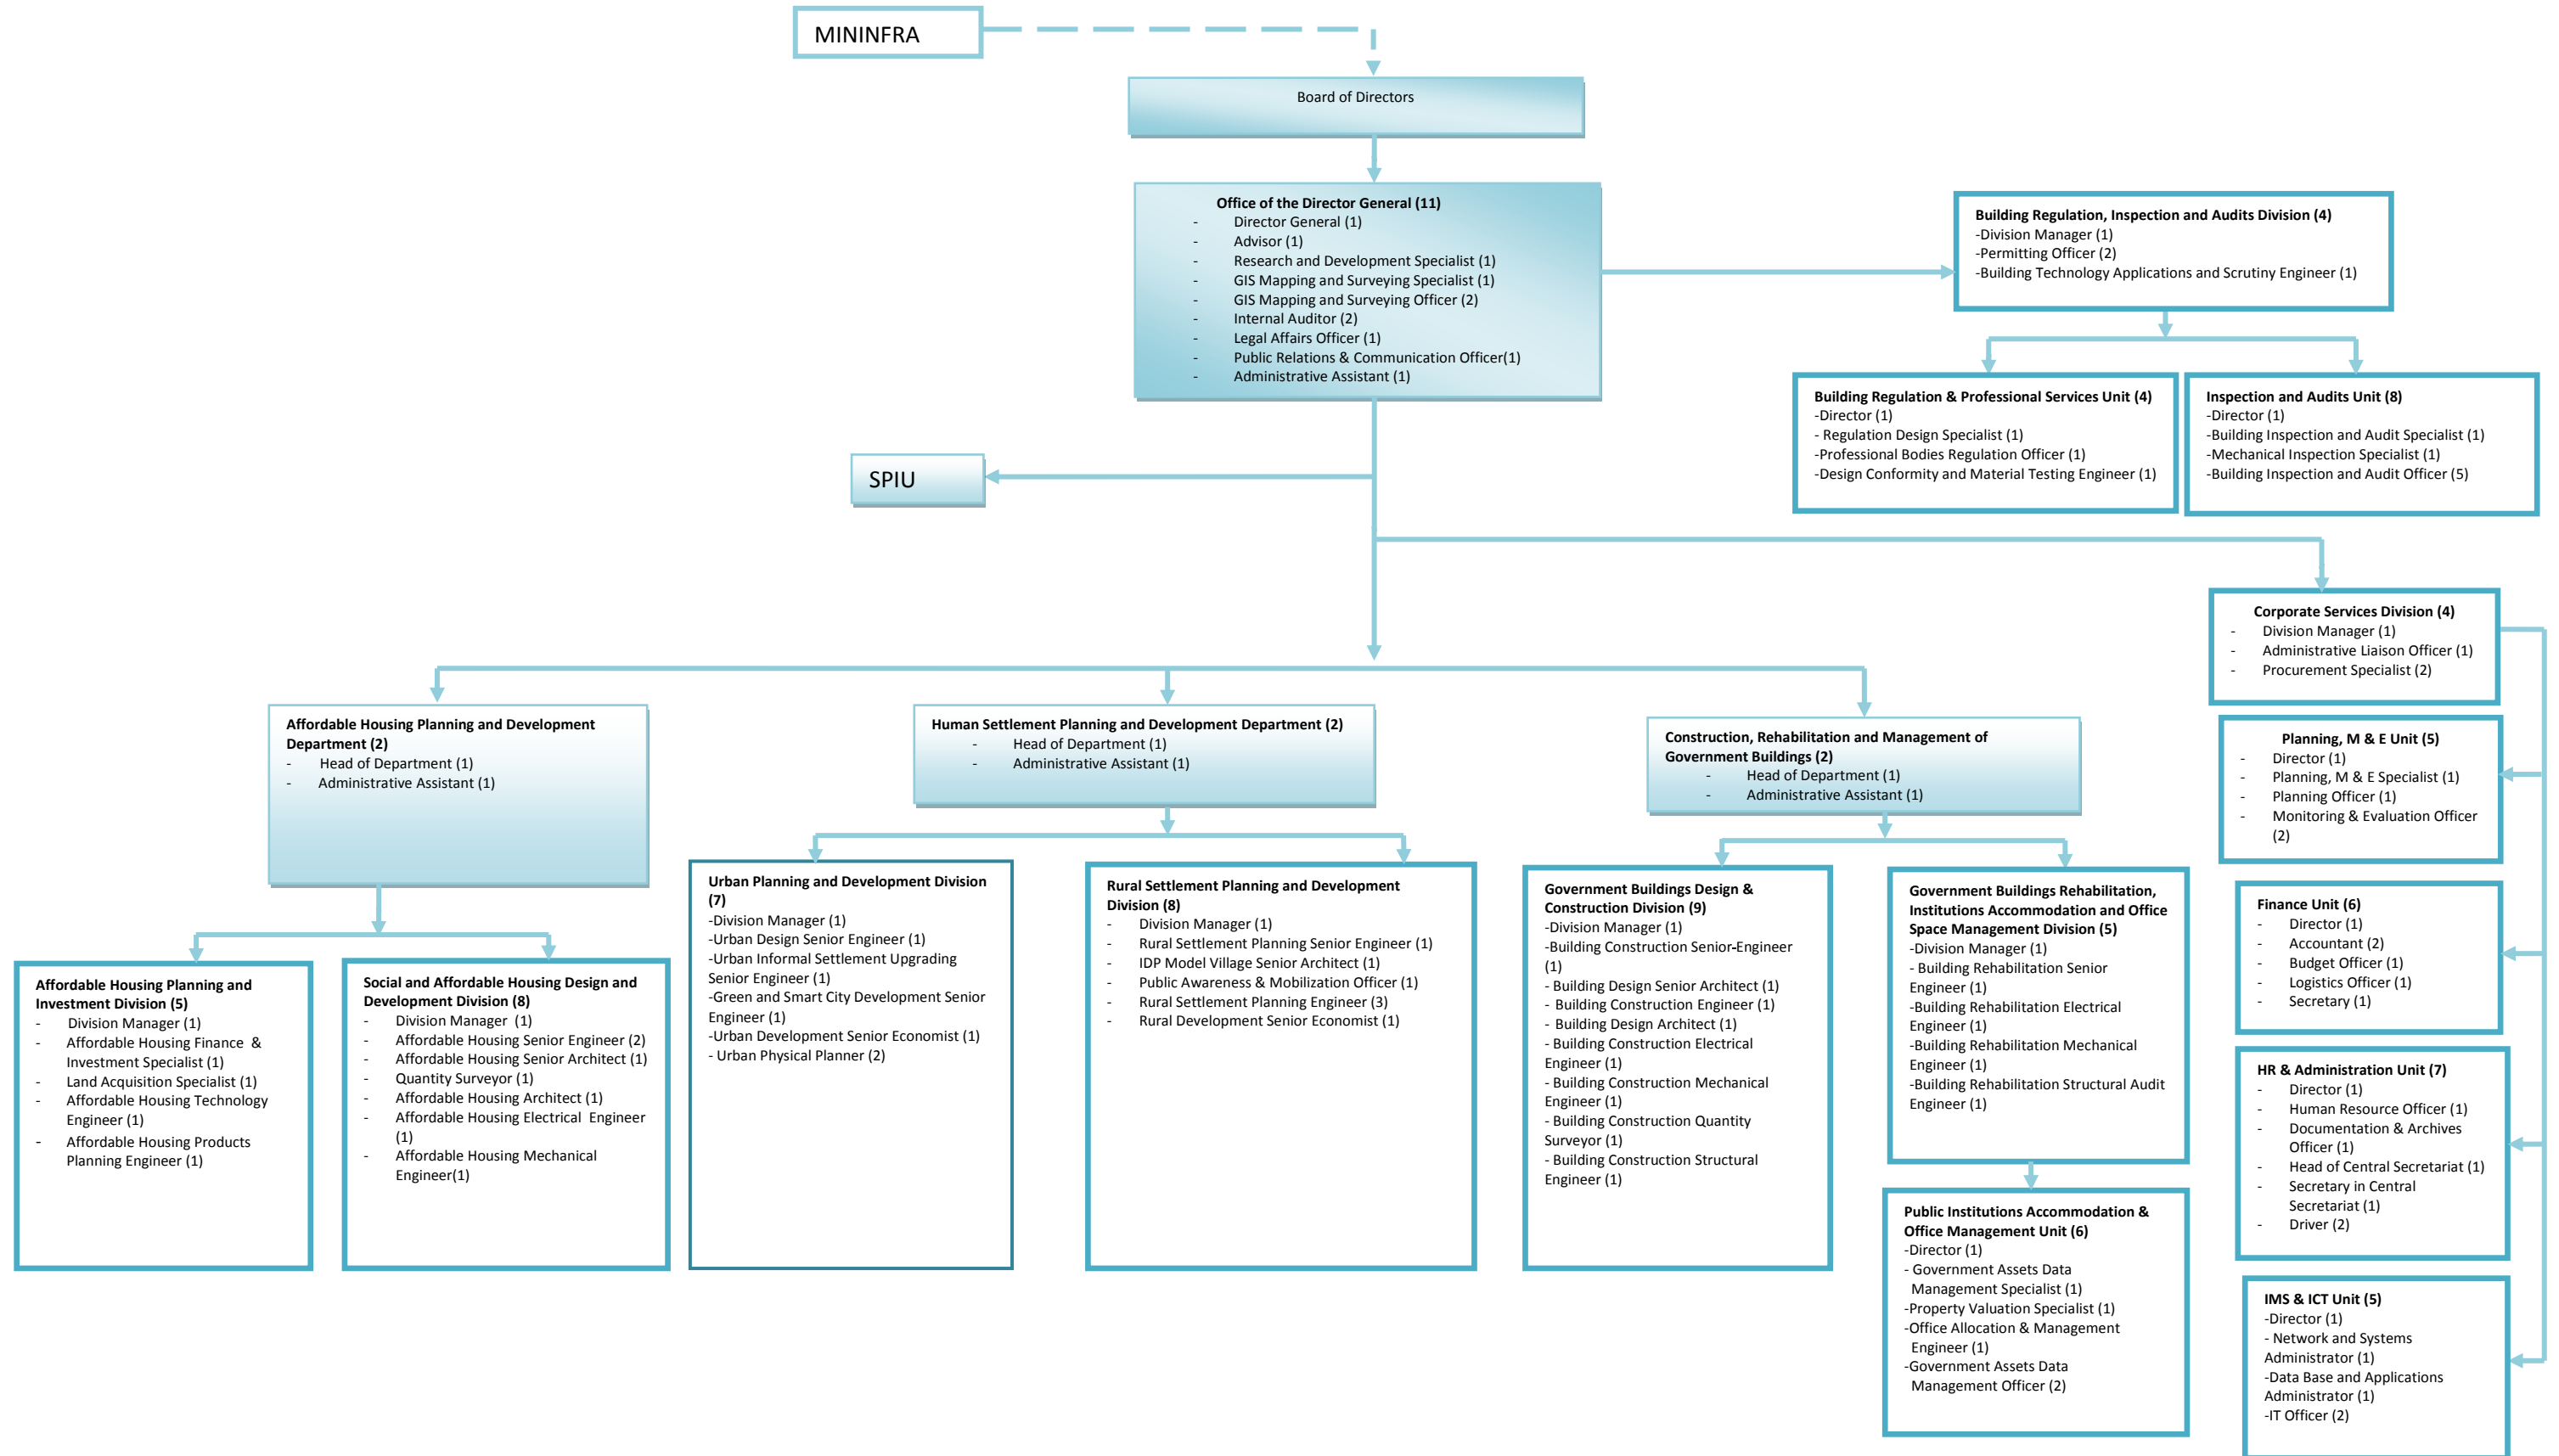 MININFRA
Board of Directors
Office of the Director General (11)
- Director General (1)
- Advisor (1)
- Research and Development Specialist (1)
- GIS Mapping and Surveying Specialist (1)
- GIS Mapping and Surveying Officer (2)
- Internal Auditor (2)
- Legal Affairs Officer (1)
- Public Relations & Communication Officer(1)
- Administrative Assistant (1)
Building Regulation, Inspection and Audits Division (4)
-Division Manager (1)
-Permitting Officer (2)
-Building Technology Applications and Scrutiny Engineer (1)
Building Regulation & Professional Services Unit (4)
-Director (1)
- Regulation Design Specialist (1)
-Professional Bodies Regulation Officer (1)
-Design Conformity and Material Testing Engineer (1)
Inspection and Audits Unit (8)
-Director (1)
-Building Inspection and Audit Specialist (1)
-Mechanical Inspection Specialist (1)
-Building Inspection and Audit Officer (5)
SPIU
Corporate Services Division (4)
- Division Manager (1)
- Administrative Liaison Officer (1)
- Procurement Specialist (2)
Affordable Housing Planning and Development
Department (2)
- Head of Department (1)
- Administrative Assistant (1)
Human Settlement Planning and Development Department (2)
- Head of Department (1)
- Administrative Assistant (1)
Construction, Rehabilitation and Management of
Government Buildings (2)
- Head of Department (1)
- Administrative Assistant (1)
Planning, M & E Unit (5)
- Director (1)
- Planning, M & E Specialist (1)
- Planning Officer (1)
- Monitoring & Evaluation Officer
(2)
Affordable Housing Planning and
Investment Division (5)
- Division Manager (1)
- Affordable Housing Finance &
Investment Specialist (1)
- Land Acquisition Specialist (1)
- Affordable Housing Technology
Engineer (1)
- Affordable Housing Products
Planning Engineer (1)
Social and Affordable Housing Design and
Development Division (8)
- Division Manager (1)
- Affordable Housing Senior Engineer (2)
- Affordable Housing Senior Architect (1)
- Quantity Surveyor (1)
- Affordable Housing Architect (1)
- Affordable Housing Electrical Engineer
(1)
- Affordable Housing Mechanical
Engineer(1)
Urban Planning and Development Division
(7)
-Division Manager (1)
-Urban Design Senior Engineer (1)
-Urban Informal Settlement Upgrading
Senior Engineer (1)
-Green and Smart City Development Senior
Engineer (1)
-Urban Development Senior Economist (1)
- Urban Physical Planner (2)
Rural Settlement Planning and Development
Division (8)
- Division Manager (1)
- Rural Settlement Planning Senior Engineer (1)
- IDP Model Village Senior Architect (1)
- Public Awareness & Mobilization Officer (1)
- Rural Settlement Planning Engineer (3)
- Rural Development Senior Economist (1)
Government Buildings Design &
Construction Division (9)
-Division Manager (1)
-Building Construction Senior-Engineer
(1)
- Building Design Senior Architect (1)
- Building Construction Engineer (1)
- Building Design Architect (1)
- Building Construction Electrical
Engineer (1)
- Building Construction Mechanical
Engineer (1)
- Building Construction Quantity
Surveyor (1)
- Building Construction Structural
Engineer (1)
Government Buildings Rehabilitation,
Institutions Accommodation and Office
Space Management Division (5)
-Division Manager (1)
- Building Rehabilitation Senior
Engineer (1)
-Building Rehabilitation Electrical
Engineer (1)
-Building Rehabilitation Mechanical
Engineer (1)
-Building Rehabilitation Structural Audit
Engineer (1)
Public Institutions Accommodation &
Office Management Unit (6)
-Director (1)
- Government Assets Data
Management Specialist (1)
-Property Valuation Specialist (1)
-Office Allocation & Management
Engineer (1)
-Government Assets Data
Management Officer (2)
Finance Unit (6)
- Director (1)
- Accountant (2)
- Budget Officer (1)
- Logistics Officer (1)
- Secretary (1)
HR & Administration Unit (7)
- Director (1)
- Human Resource Officer (1)
- Documentation & Archives
Officer (1)
- Head of Central Secretariat (1)
- Secretary in Central
Secretariat (1)
- Driver (2)
IMS & ICT Unit (5)
-Director (1)
- Network and Systems
Administrator (1)
-Data Base and Applications
Administrator (1)
-IT Officer (2)